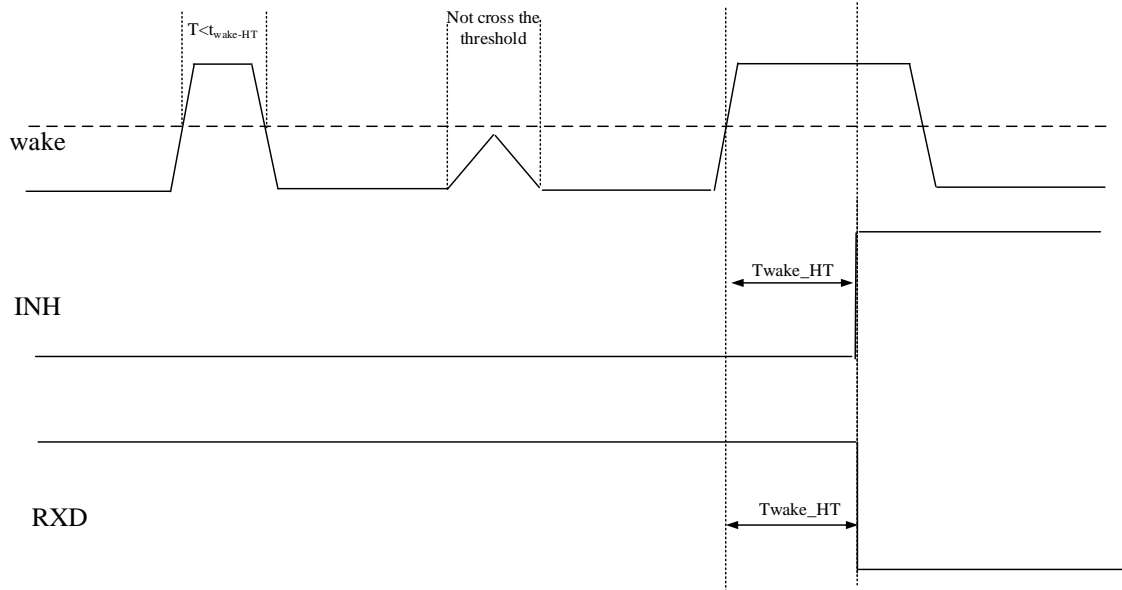 T<twake-HT
Not cross the
threshold
wake
Twake_HT
INH
Twake_HT
RXD